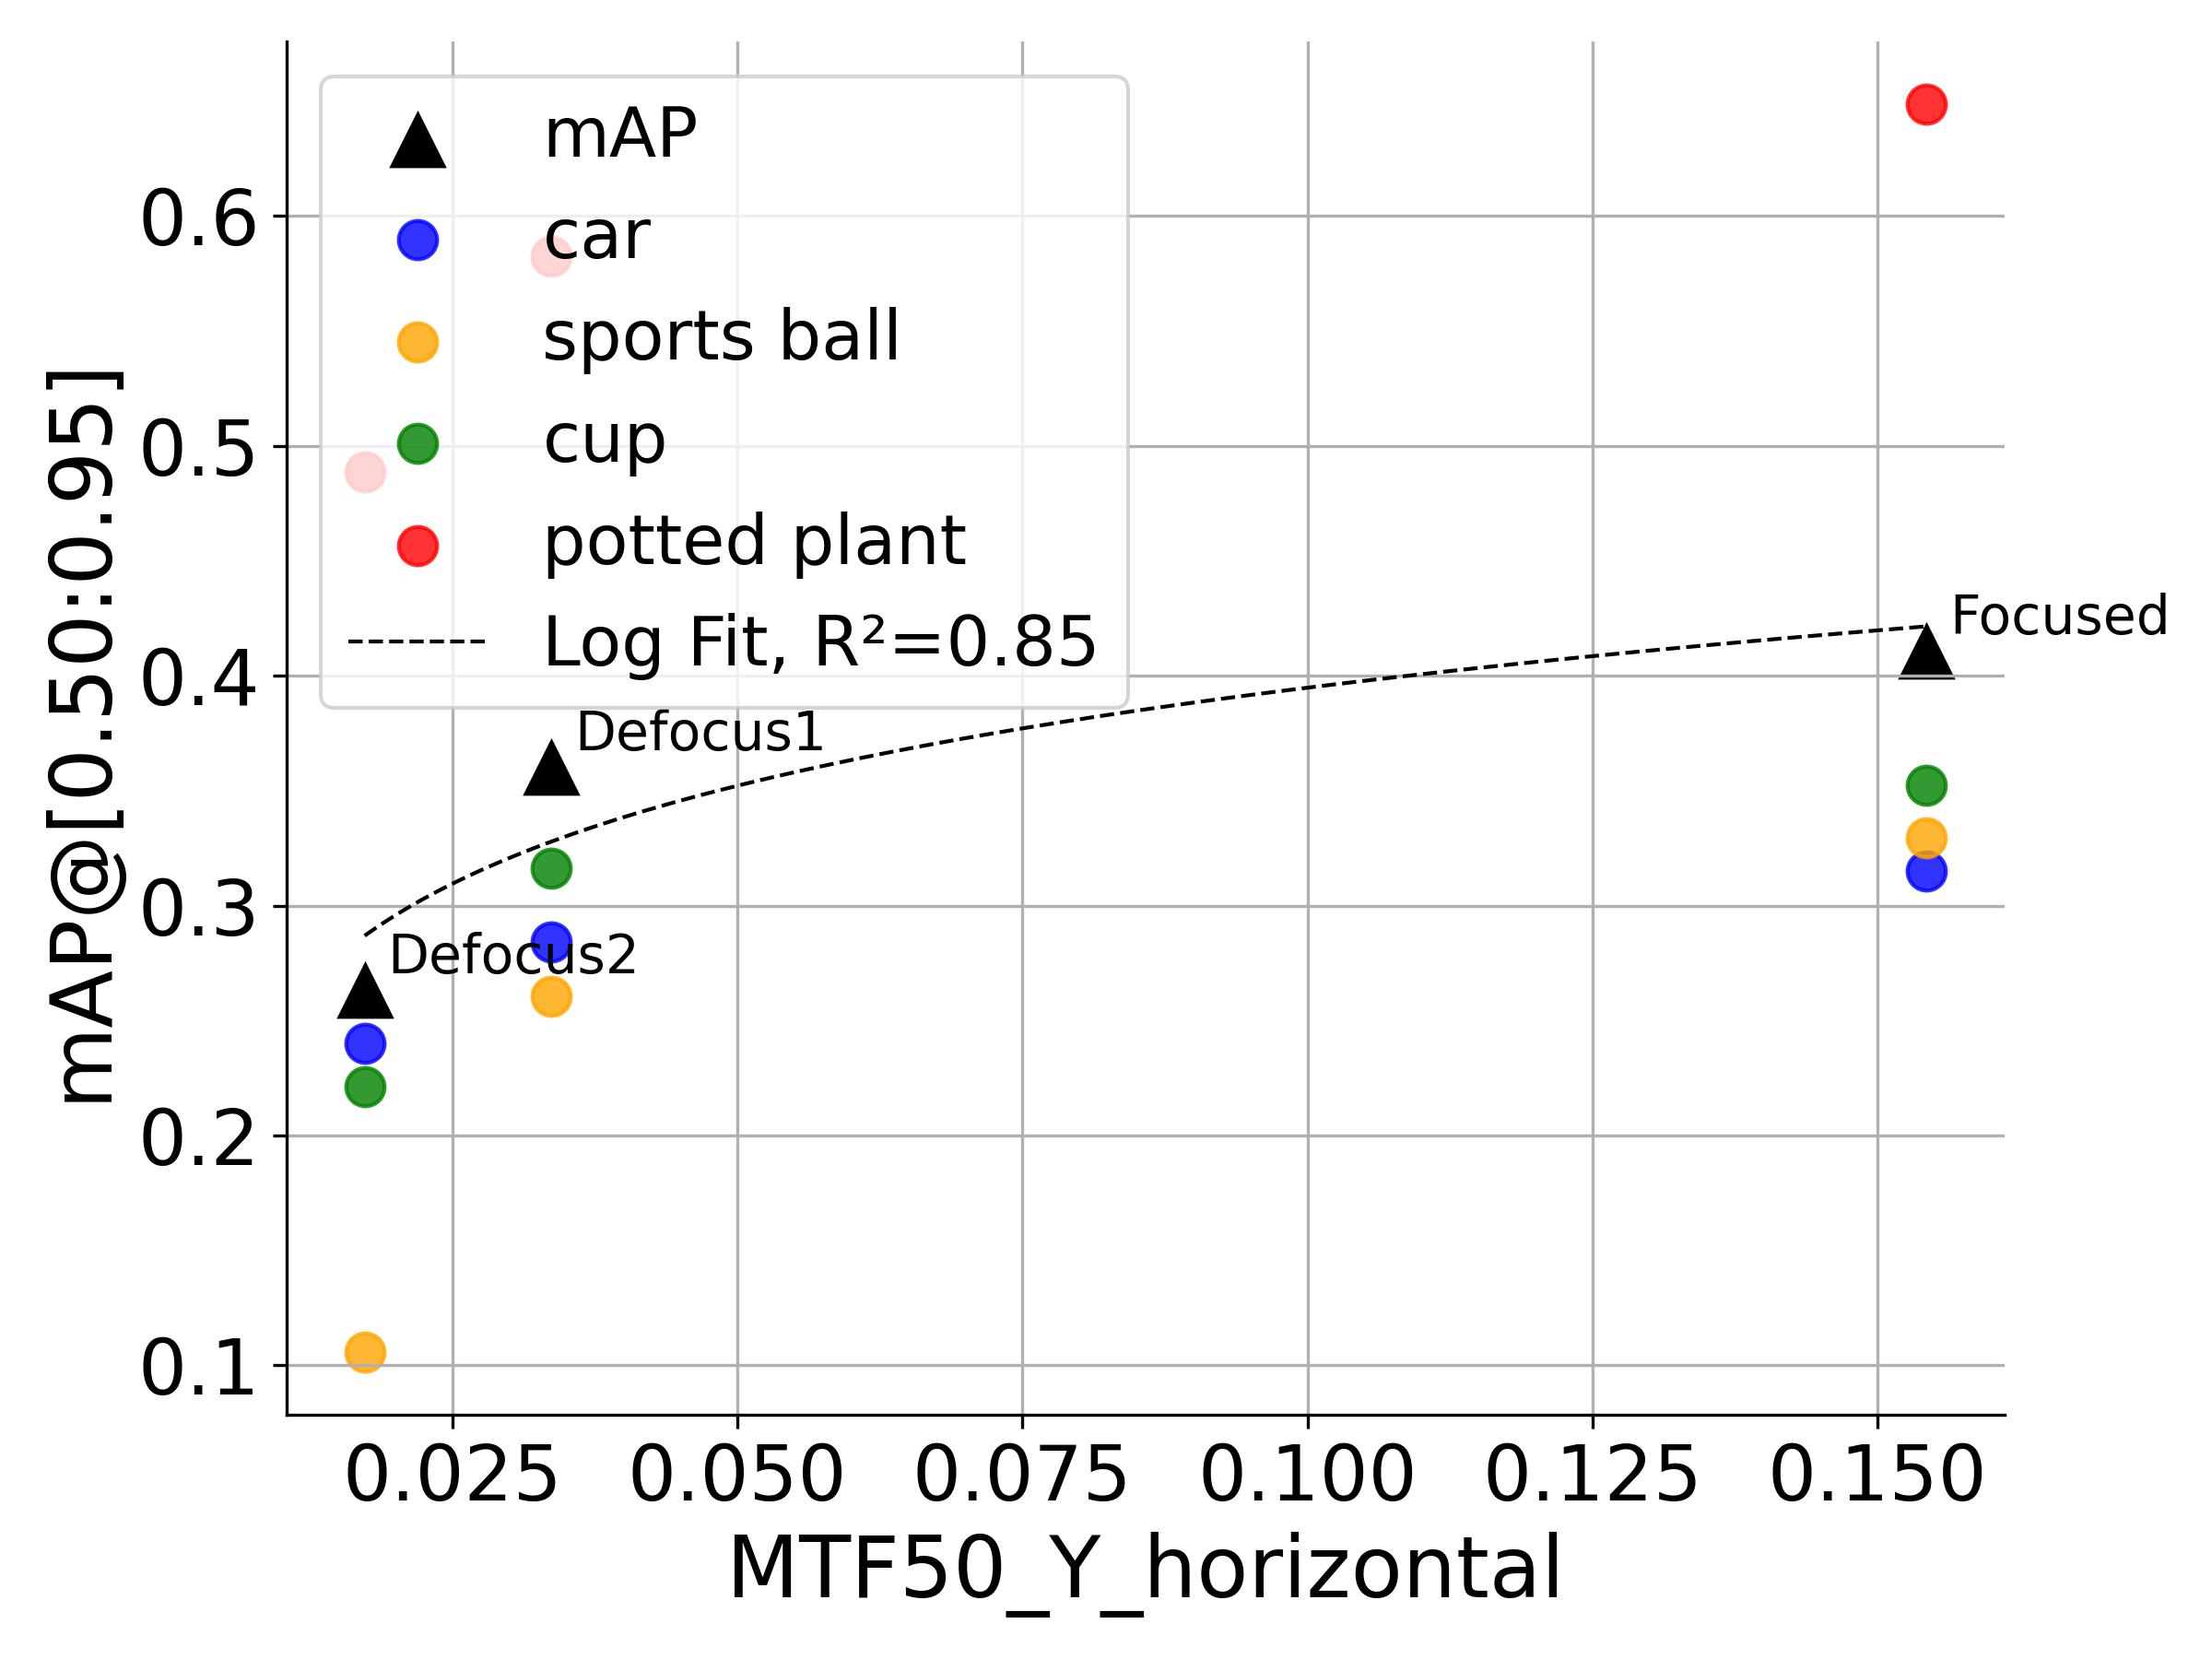 mAP
car
sports ball
cup
potted plant
Log Fit, R²=0.85
Focused
Defocus1
Defocus2
mAP@[0.50:0.95]
0.6
0.5
0.4
0.3
0.2
0.1
0.025 0.050 0.075 0.100 0.125 0.150
MTF50_Y_horizontal